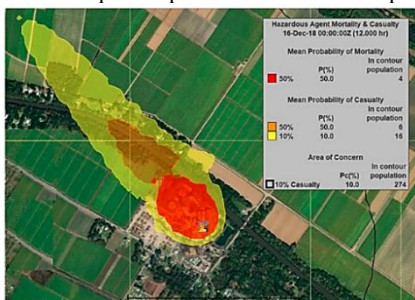 Hazardous Agent Mortality & Casualty
16-Dec-18 00:00:00Z (12.000 hr)
Mean Probability of Mortality
In contour
P(%) population
50% 50.0 4
Mean Probability of Casualty
In contour
P(%) population
50% 50.0 6
10% 10.0 16
Area of Concern
In contour
Pc(%) population
10% Casualty 10.0 274